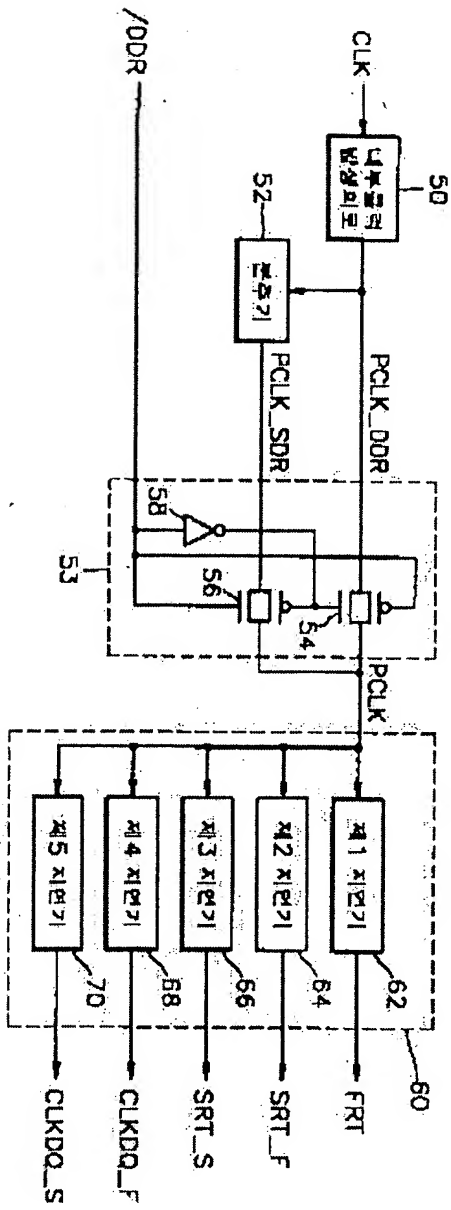 CLK
내부클럭
발생회로
50
PCLK_DDR
52
분주기
PCLK_SDR
/DDR
58
56
54
53
PCLK
제1 지연기
62
FRT
제2 지연기
64
SRT_F
제3 지연기
66
SRT_S
제4 지연기
68
CLKDQ_F
제5 지연기
70
CLKDQ_S
60